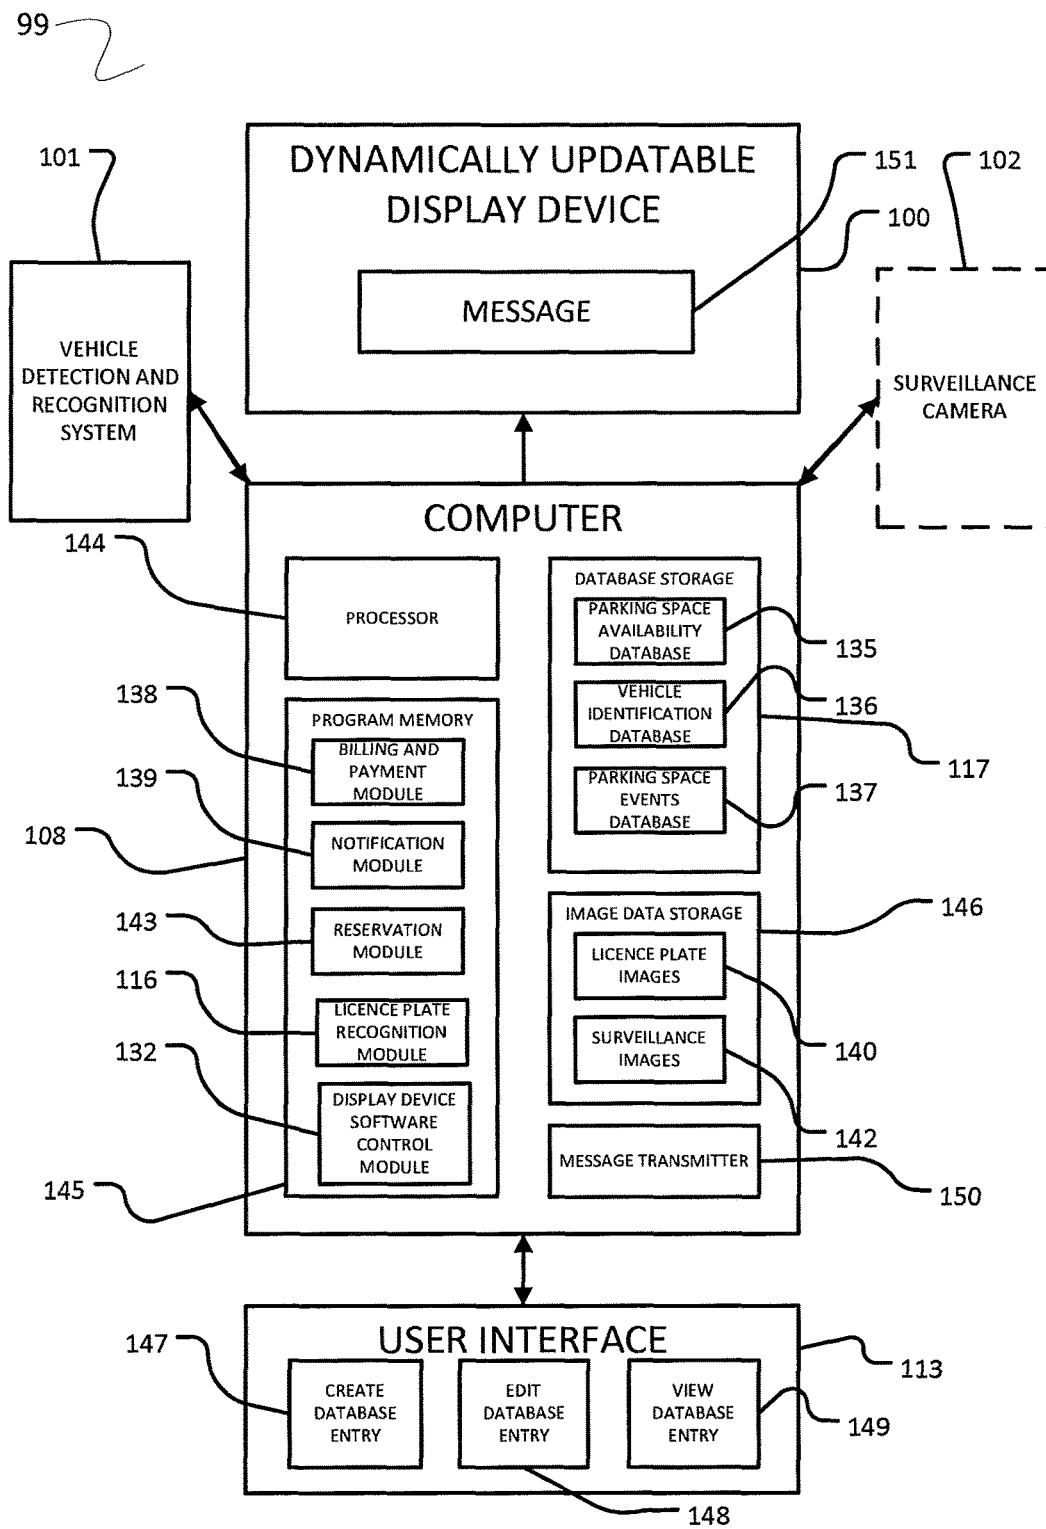 99
DYNAMICALLY UPDATABLE
DISPLAY DEVICE
MESSAGE
101
151
102
100
VEHICLE
DETECTION AND
RECOGNITION
SYSTEM
SURVEILLANCE
CAMERA
COMPUTER
144
PROCESSOR
DATABASE STORAGE
PARKING SPACE
AVAILABILITY
DATABASE
135
VEHICLE
IDENTIFICATION
DATABASE
136
117
PARKING SPACE
EVENTS
DATABASE
137
138
PROGRAM MEMORY
BILLING AND
PAYMENT
MODULE
139
NOTIFICATION
MODULE
108
143
RESERVATION
MODULE
116
LICENCE PLATE
RECOGNITION
MODULE
132
DISPLAY DEVICE
SOFTWARE
CONTROL
MODULE
145
IMAGE DATA STORAGE
146
LICENCE PLATE
IMAGES
140
SURVEILLANCE
IMAGES
142
MESSAGE TRANSMITTER
150
USER INTERFACE
147
113
CREATE
DATABASE
ENTRY
EDIT
DATABASE
ENTRY
VIEW
DATABASE
ENTRY
149
148